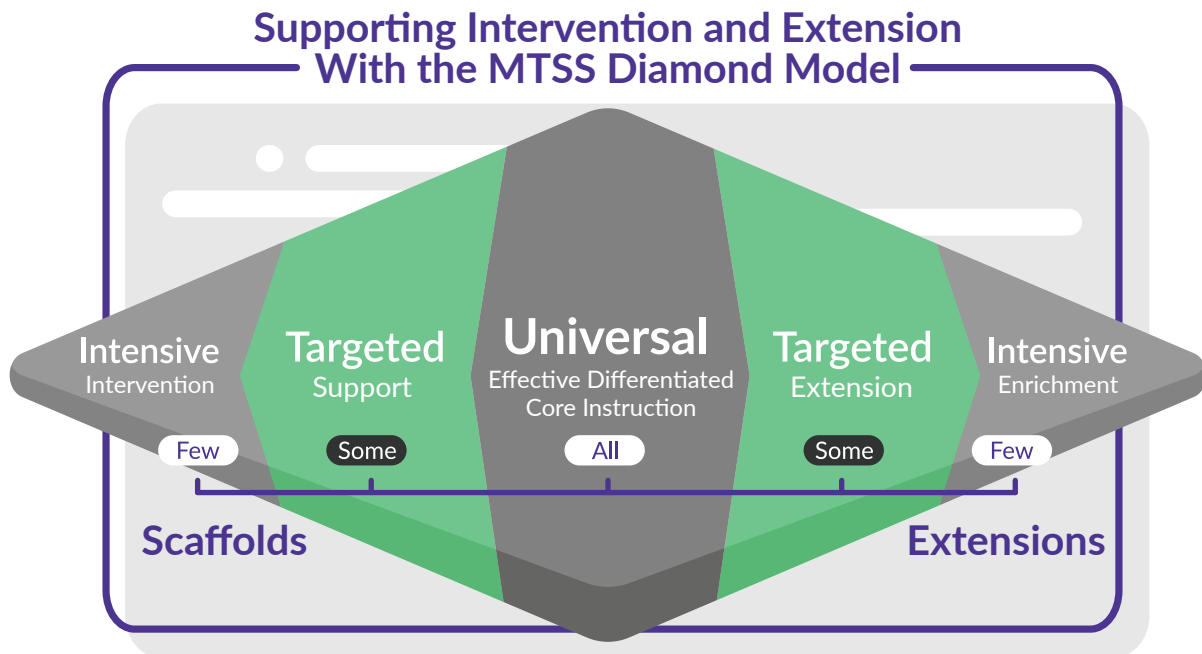 Supporting Intervention and Extension
With the MTSS Diamond Model
Intensive
Intervention
Few
Targeted
Support
Some
Universal
Effective Differentiated
Core Instruction
All
Targeted
Extension
Some
Intensive
Enrichment
Few
Scaffolds
Extensions